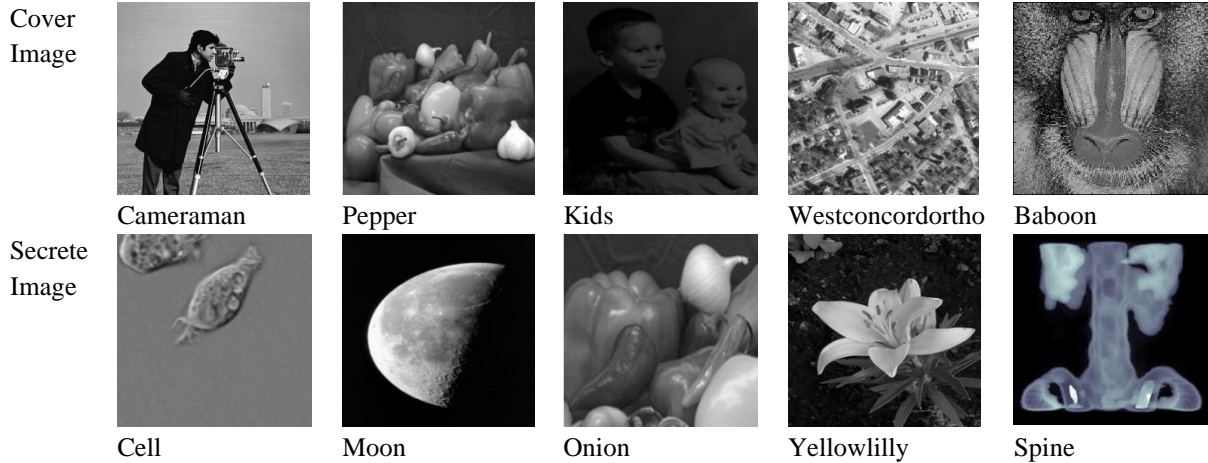 Cover
Image
Cameraman Pepper Kids Westconcordortho Baboon
Secrete
Image
Cell Moon Onion Yellowlilly Spine